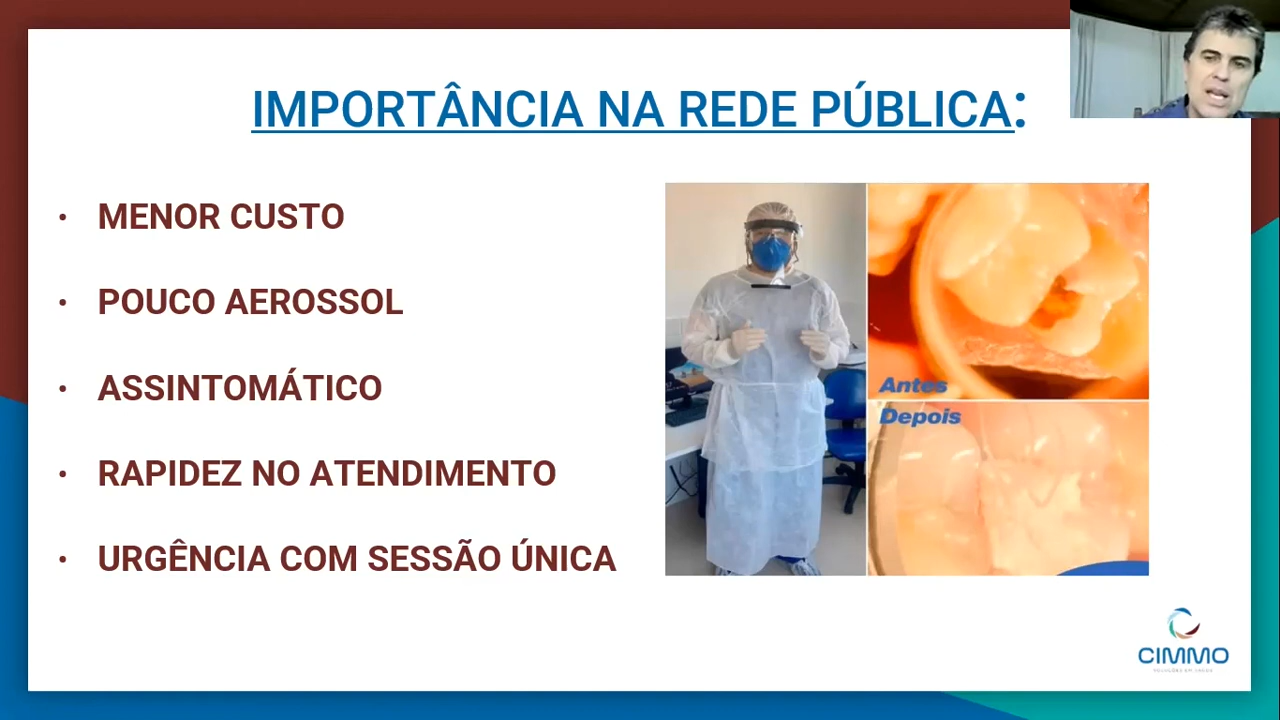 IMPORTÂNCIA NA REDE PÚBLICA:
• MENOR CUSTO
• POUCO AEROSSOL
• ASSINTOMÁTICO
• RAPIDEZ NO ATENDIMENTO
• URGÊNCIA COM SESSÃO ÚNICA
Antes
Depois
CIMMO